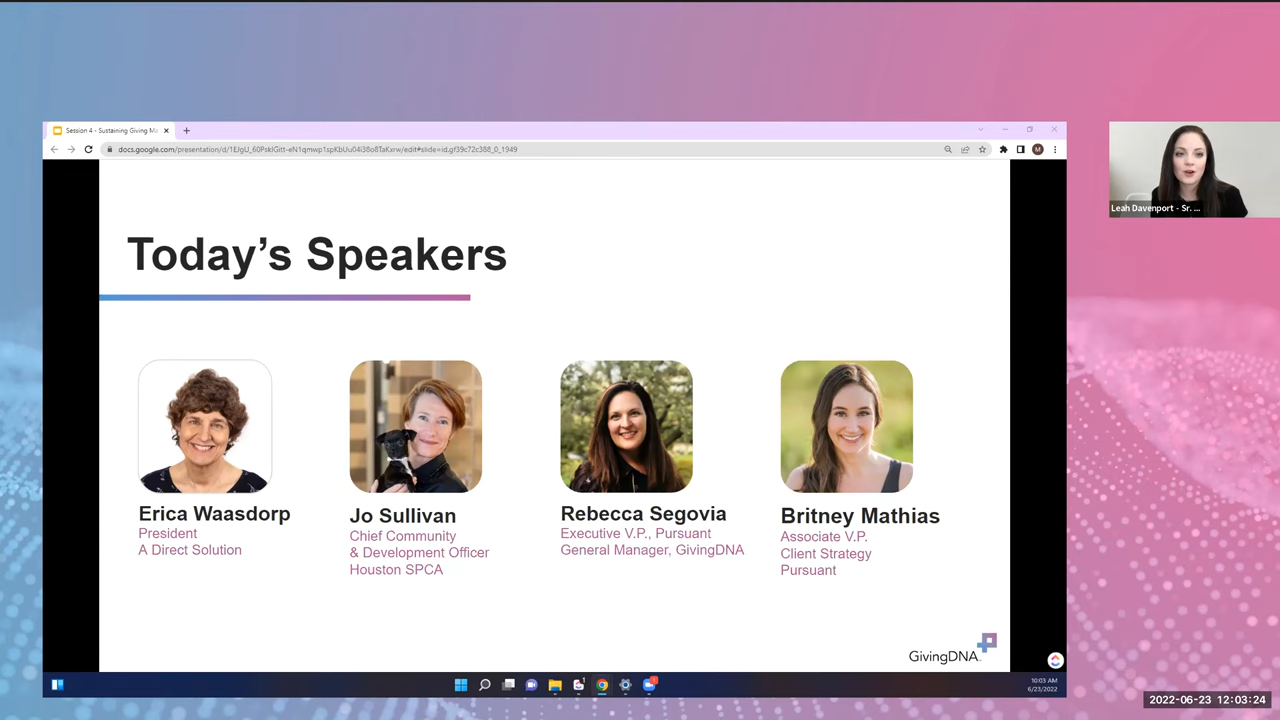 Session 4 - Sustaining Giving Ma
docs.google.com/presentation/d/1EJgU_60PskIGitt-eN1qmwp1spKbUu04i38o8TaKxrw/edit#slide=id.gf39c72c388_0_1949
M
Leah Davenport - Sr. ...
Today's Speakers
Erica Waasdorp
President
A Direct Solution
Jo Sullivan
Chief Community
& Development Officer
Houston SPCA
Rebecca Segovia
Executive V.P., Pursuant
General Manager, GivingDNA
Britney Mathias
Associate V.P.
Client Strategy
Pursuant
GivingDNA
10:03 AM
6/23/2022
2022-06-23 12:03:24